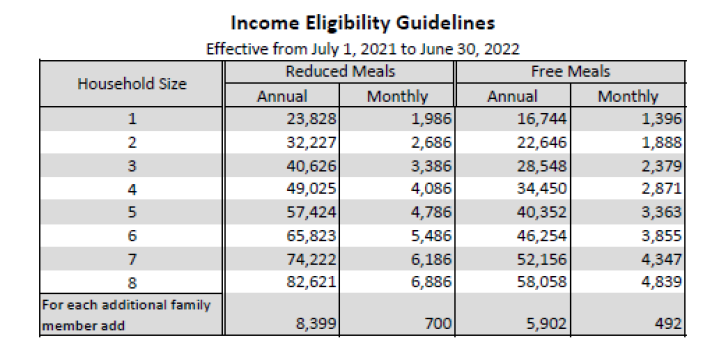 Income Eligibility Guidelines
Effective from July 1, 2021 to June 30, 2022
Household Size Reduced Meals Free Meals
Annual Monthly Annual Monthly
1 23,828 1,986 16,744 1,396
2 32,227 2,686 22,646 1,888
3 40,626 3,386 28,548 2,379
4 49,025 4,086 34,450 2,871
5 57,424 4,786 40,352 3,363
6 65,823 5,486 46,254 3,855
7 74,222 6,186 52,156 4,347
8 82,621 6,886 58,058 4,839
For each additional family
member add 8,399 700 5,902 492